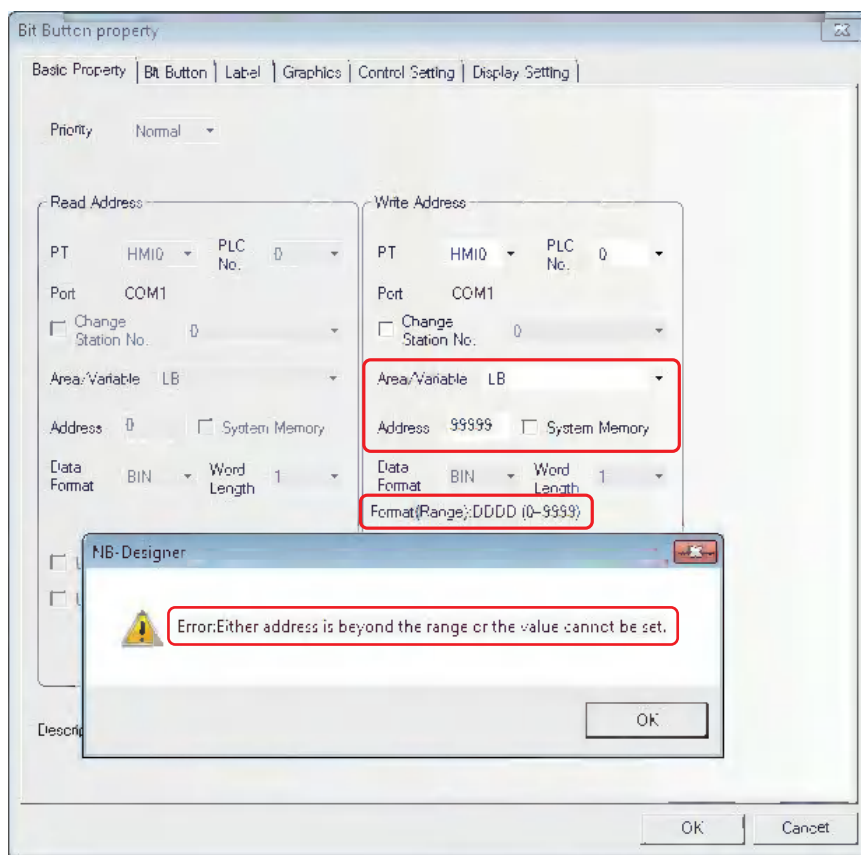 Bit Button property
Basic Property Bit Button Label Graphics Control Setting Display Setting
Priority Normal
Read Address
PT HMI0 PLC No. 0
Port COM1
Change Station No. 0
Area/Variable LB
Address 0 System Memory
Data Format BIN Word Length 1
Write Address
PT HMI0 PLC No. 0
Port COM1
Change Station No. 0
Area/Variable LB
Address 99999 System Memory
Data Format BIN Word Length 1
Format(Range):DDDD (0~9999)
NB-Designer
Error:Either address is beyond the range or the value cannot be set.
OK
OK Cancel